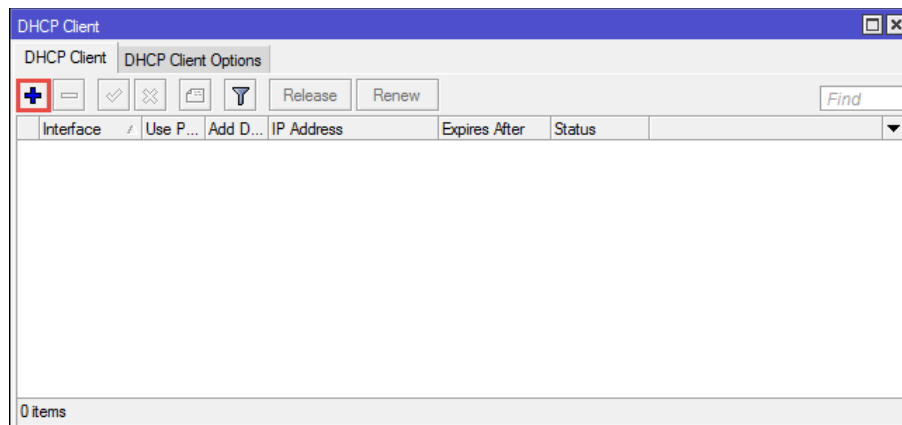 DHCP Client
DHCP Client DHCP Client Options
Release Renew Find
Interface Use P... Add D... IP Address Expires After Status
0 items